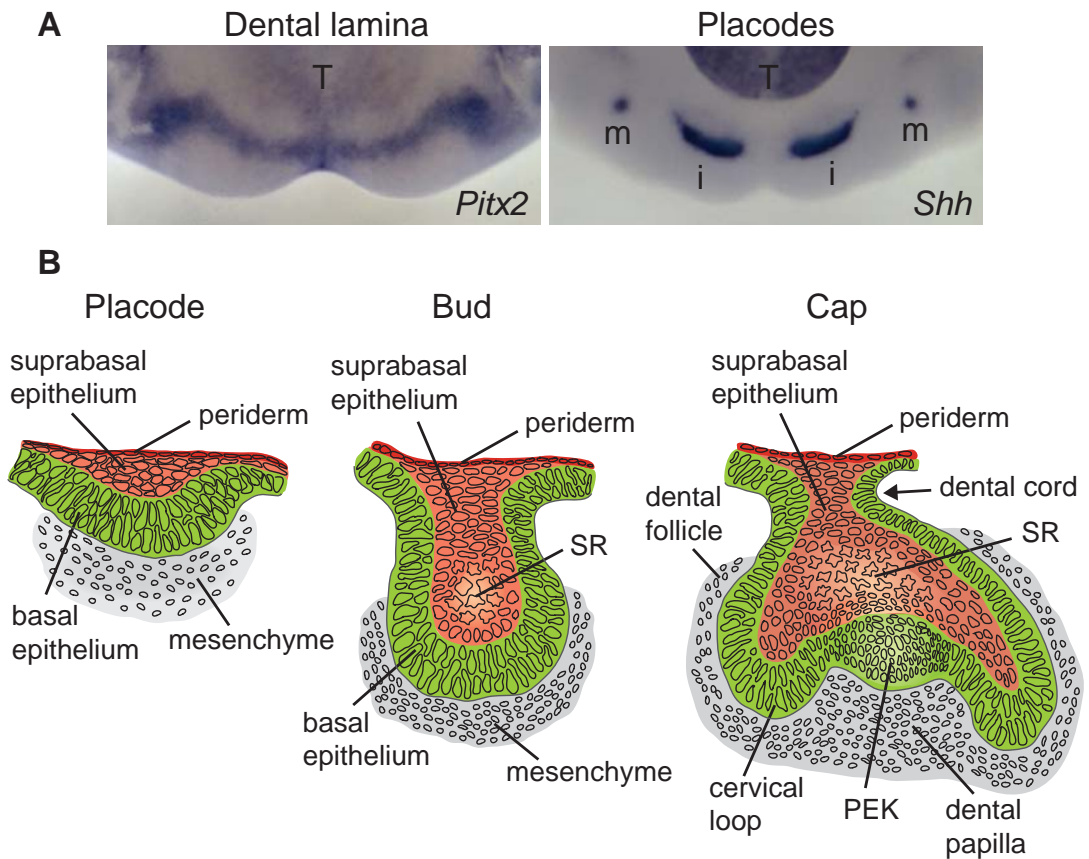 A
Dental lamina
Placodes
T
Pitx2
T
m
m
i
i
Shh
B
Placode
Bud
Cap
suprabasal
epithelium
periderm
basal
epithelium
mesenchyme
suprabasal
epithelium
periderm
SR
basal
epithelium
mesenchyme
suprabasal
epithelium
periderm
dental cord
dental
follicle
SR
cervical
loop
PEK
dental
papilla